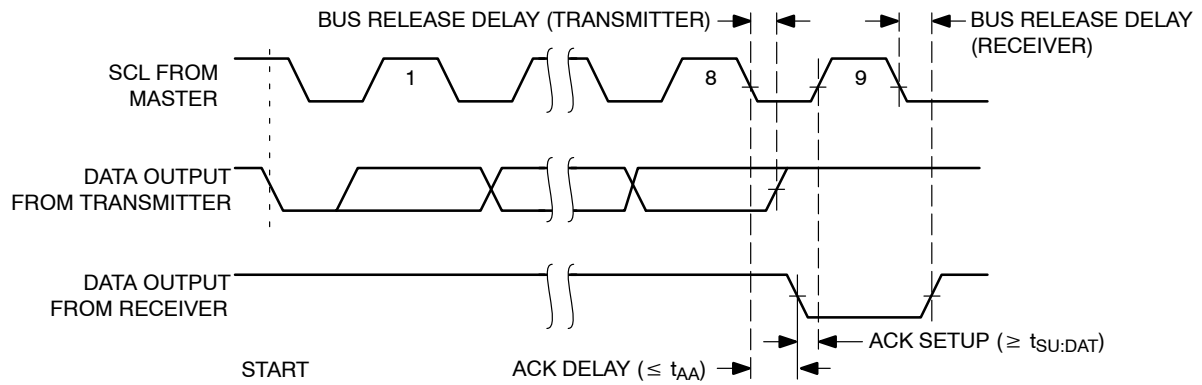 BUS RELEASE DELAY (TRANSMITTER)
BUS RELEASE DELAY
(RECEIVER)
SCL FROM
MASTER
1
8
9
DATA OUTPUT
FROM TRANSMITTER
DATA OUTPUT
FROM RECEIVER
ACK SETUP (≥ tSU:DAT)
START
ACK DELAY (≤ tAA)